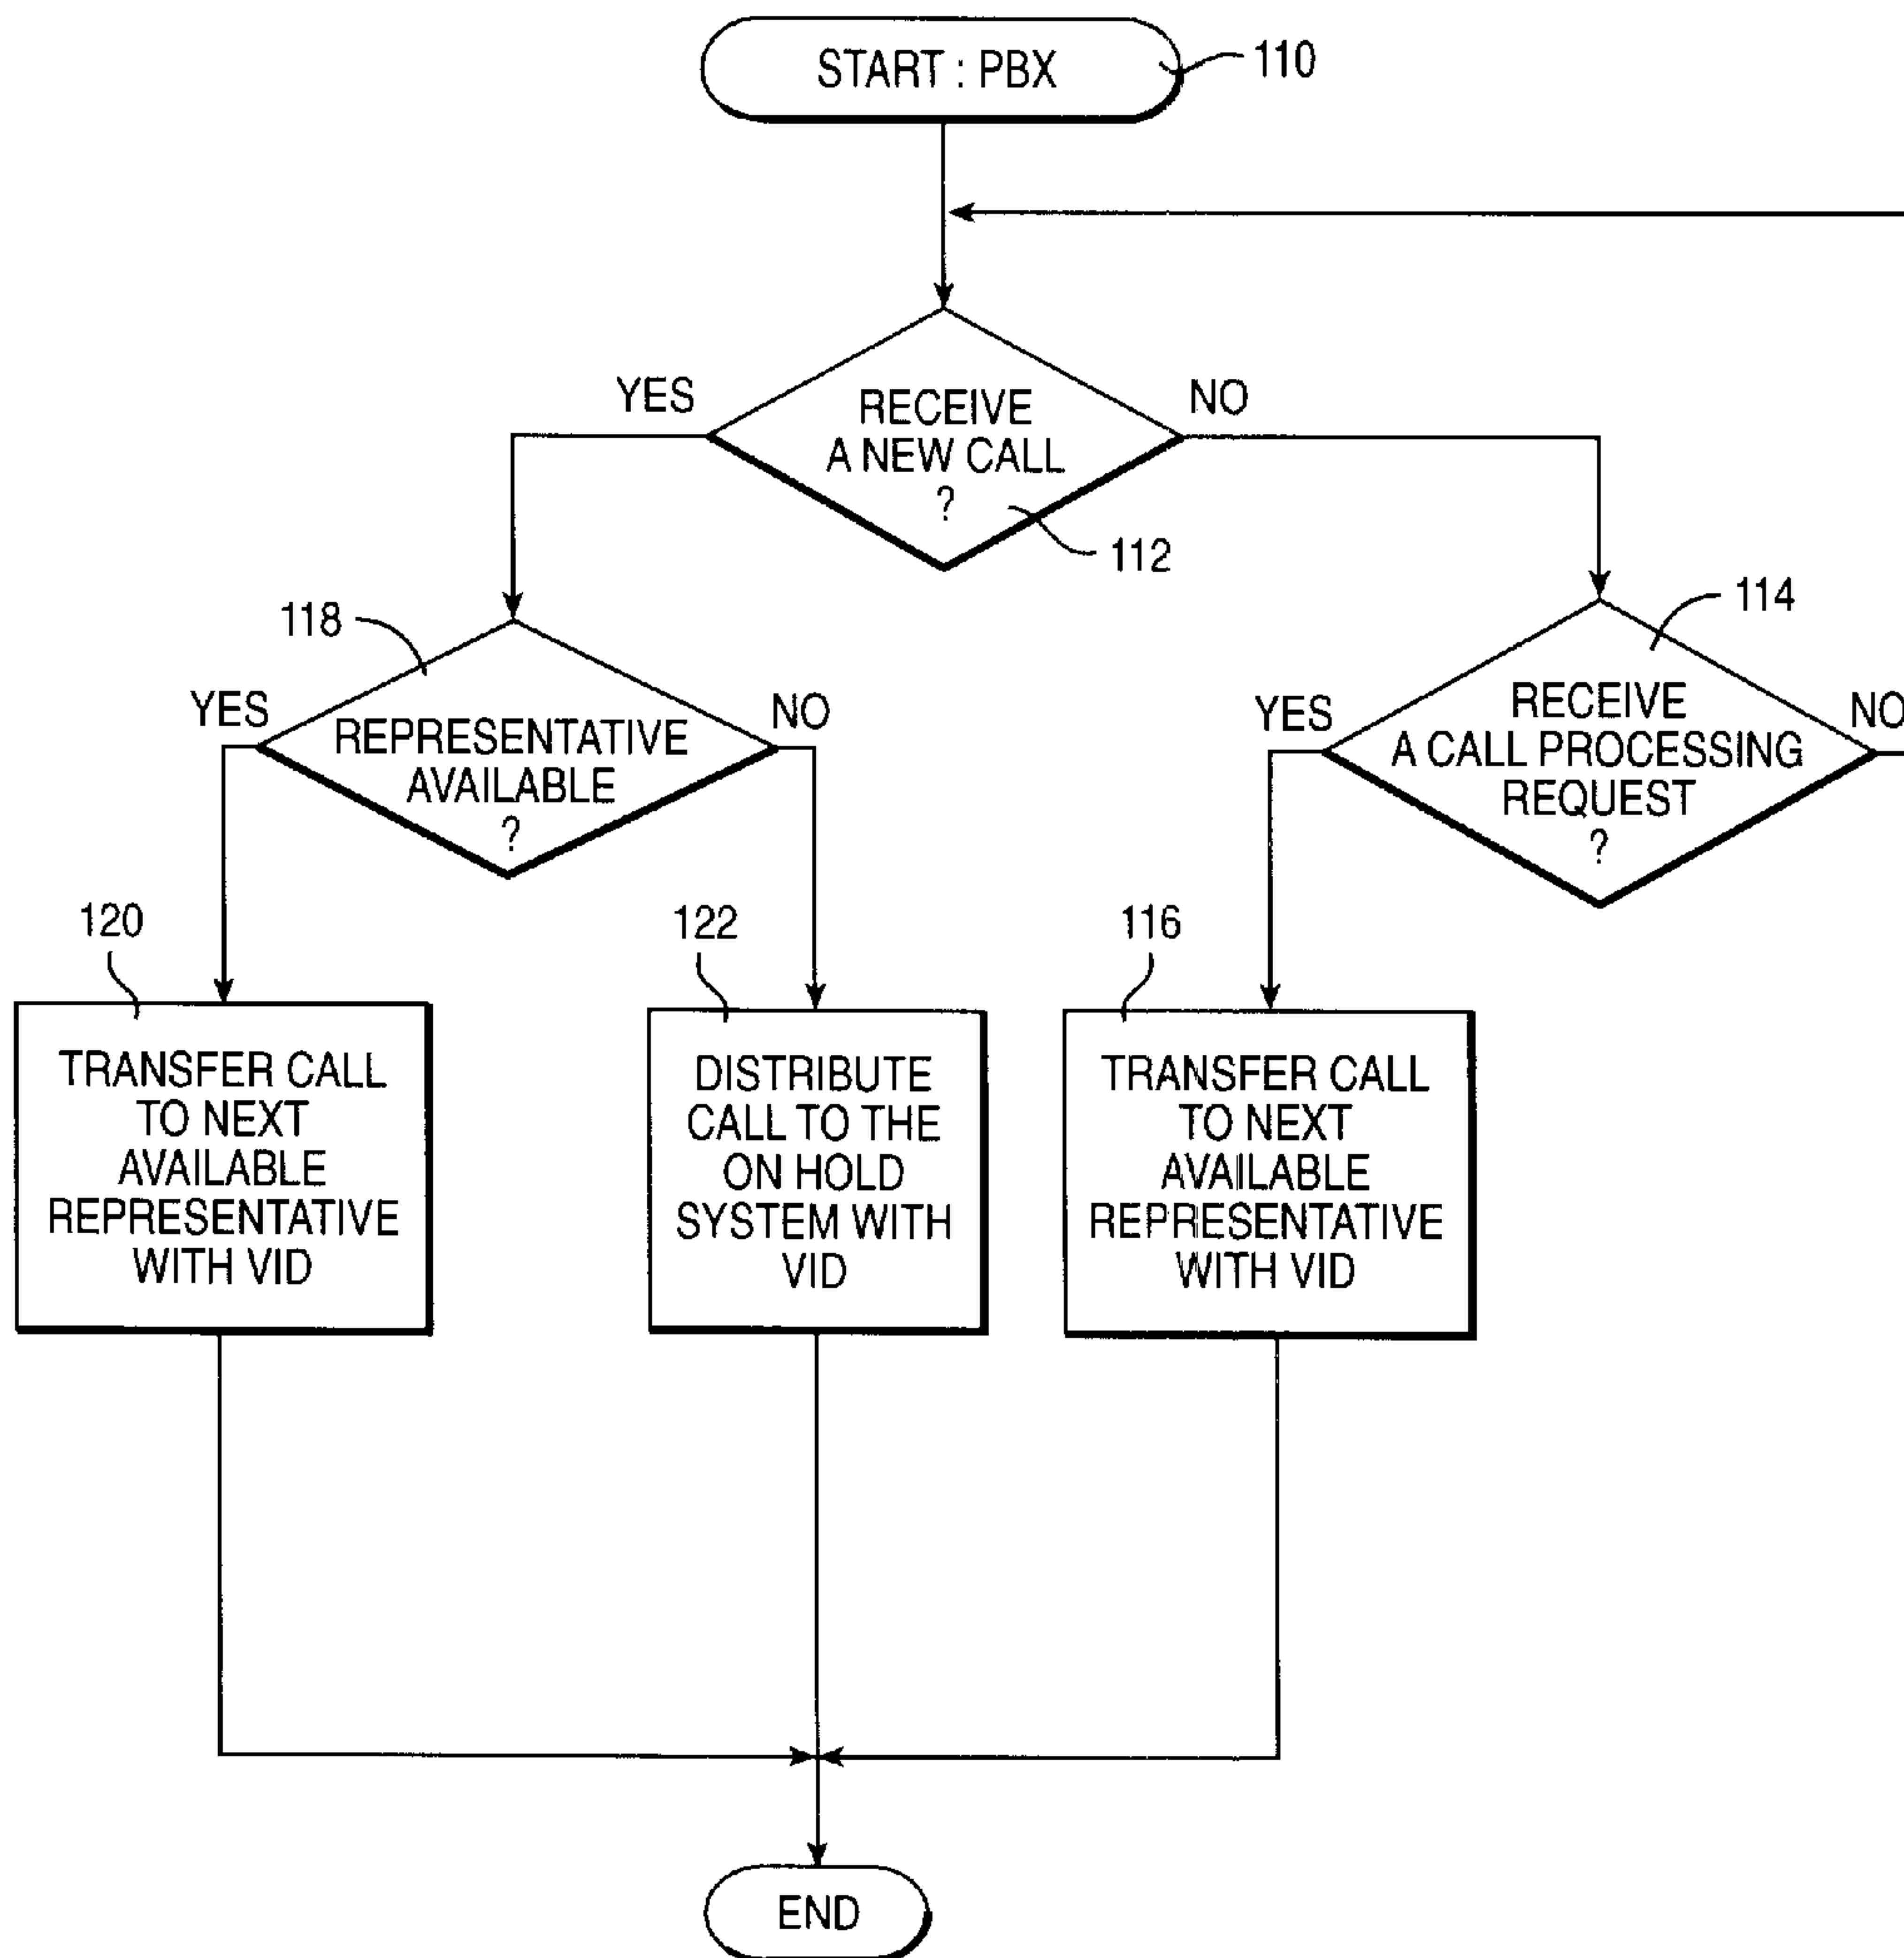 START : PBX
110
YES
NO
RECEIVE
A NEW CALL
?
112
118
114
YES
NO
REPRESENTATIVE
AVAILABLE
?
YES
NO
RECEIVE
A CALL PROCESSING
REQUEST
?
120
122
116
TRANSFER CALL
TO NEXT
AVAILABLE
REPRESENTATIVE
WITH VID
DISTRIBUTE
CALL TO THE
ON HOLD
SYSTEM WITH
VID
TRANSFER CALL
TO NEXT
AVAILABLE
REPRESENTATIVE
WITH VID
END